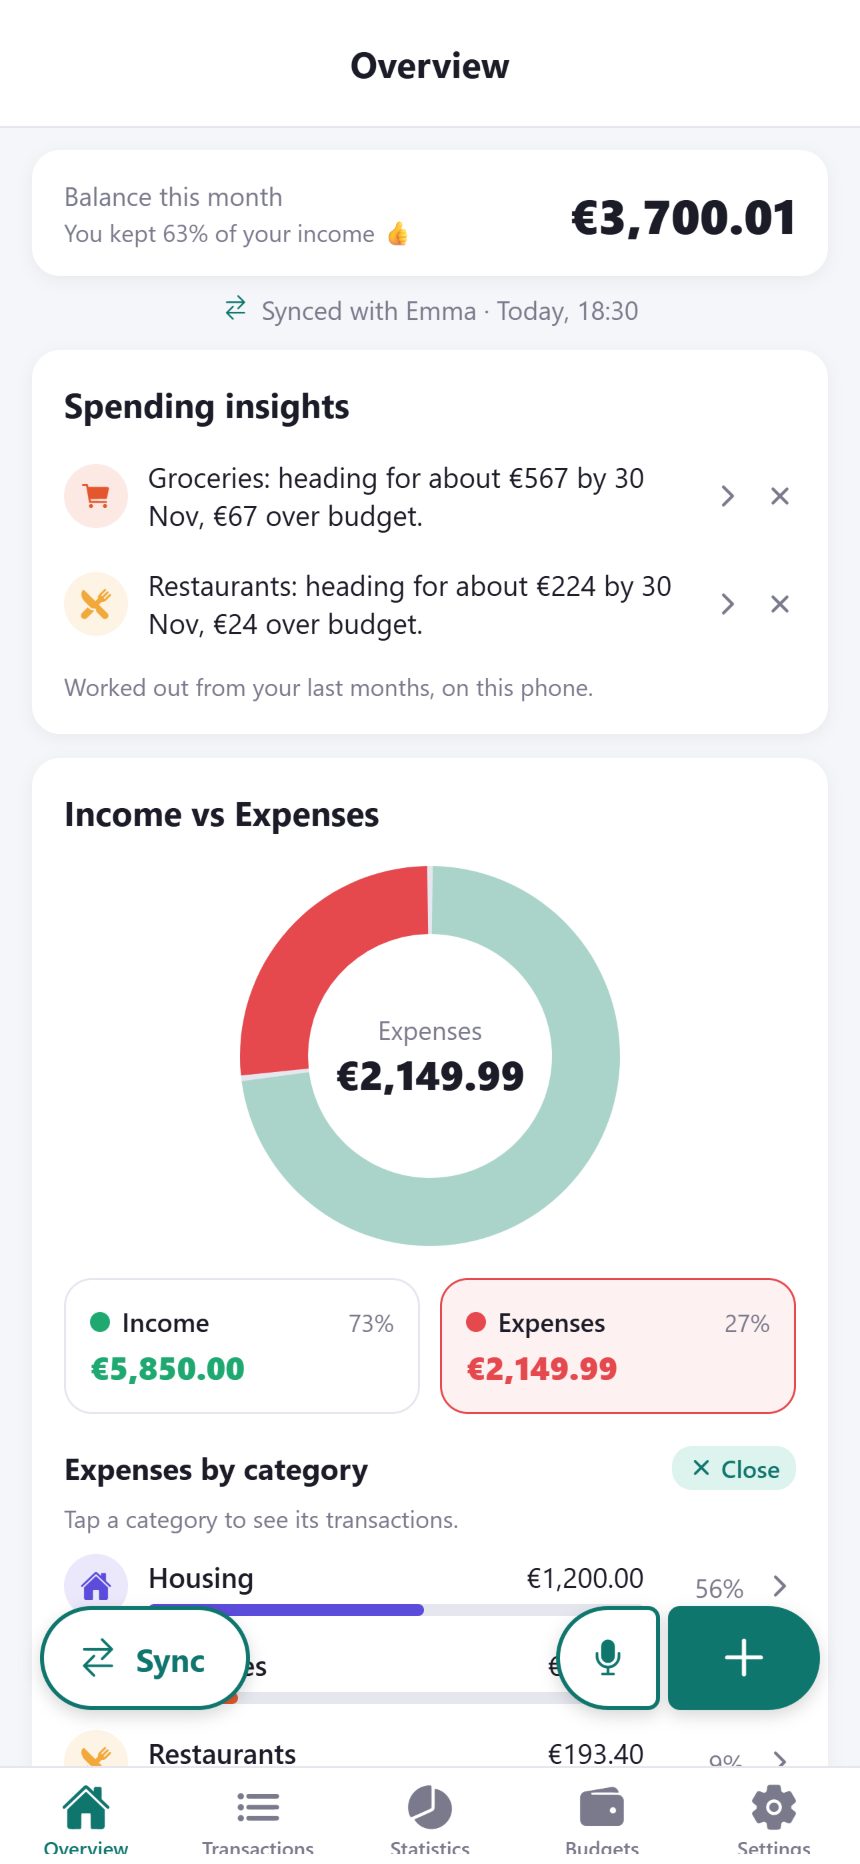 Overview
Balance this month
You kept 63% of your income 👍
€3,700.01
Synced with Emma · Today, 18:30
Spending insights
Groceries: heading for about €567 by 30
Nov, €67 over budget.
Restaurants: heading for about €224 by 30
Nov, €24 over budget.
Worked out from your last months, on this phone.
Income vs Expenses
Expenses
€2,149.99
Income 73%
€5,850.00
Expenses 27%
€2,149.99
Expenses by category
Close
Tap a category to see its transactions.
Housing €1,200.00 56%
Sync
Restaurants €193.40 9%
Overview Transactions Statistics Budgets Settings